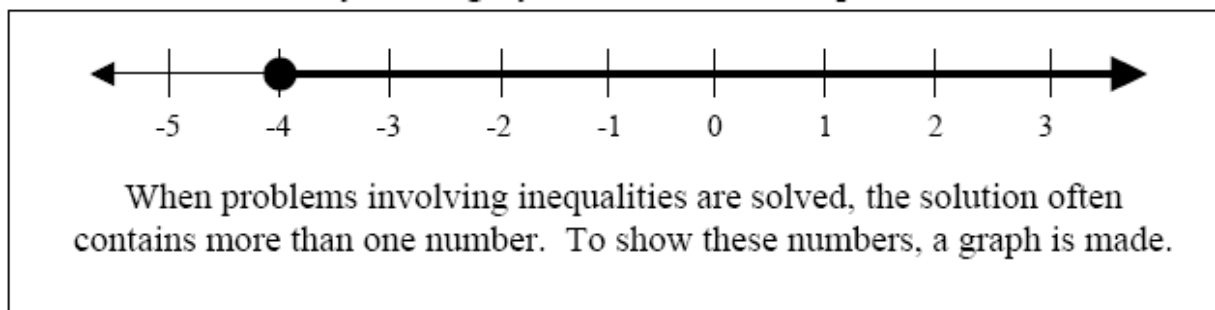 -5 -4 -3 -2 -1 0 1 2 3
When problems involving inequalities are solved, the solution often
contains more than one number. To show these numbers, a graph is made.